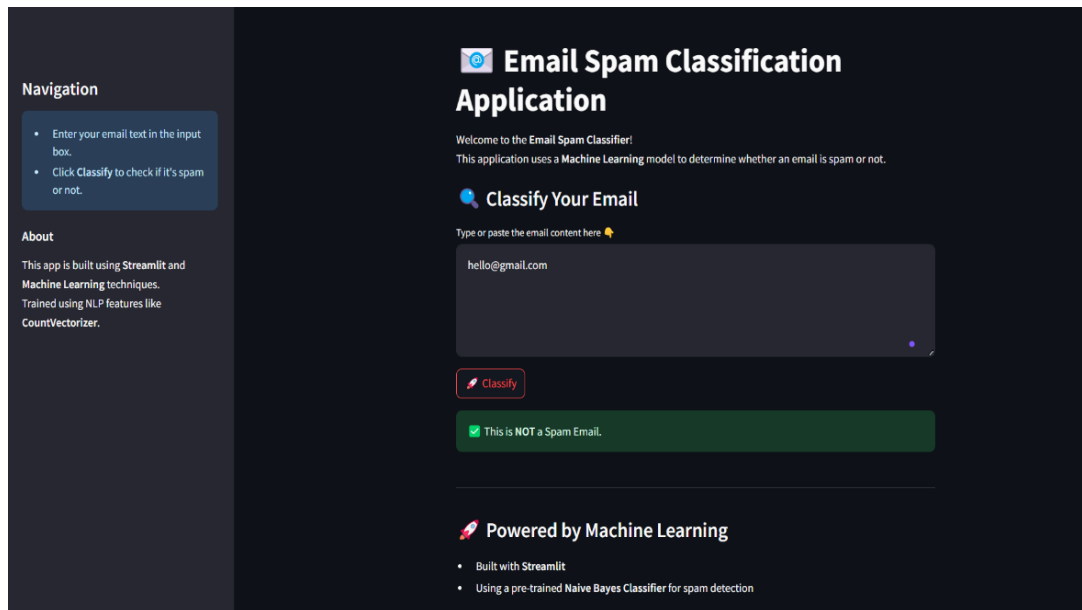 Navigation
• Enter your email text in the input
box.
• Click Classify to check if it's spam
or not.
About
This app is built using Streamlit and
Machine Learning techniques.
Trained using NLP features like
CountVectorizer.
📧 Email Spam Classification
Application
Welcome to the Email Spam Classifier!
This application uses a Machine Learning model to determine whether an email is spam or not.
🔍 Classify Your Email
Type or paste the email content here 👇
hello@gmail.com
🚀 Classify
✅ This is NOT a Spam Email.
🚀 Powered by Machine Learning
• Built with Streamlit
• Using a pre-trained Naive Bayes Classifier for spam detection